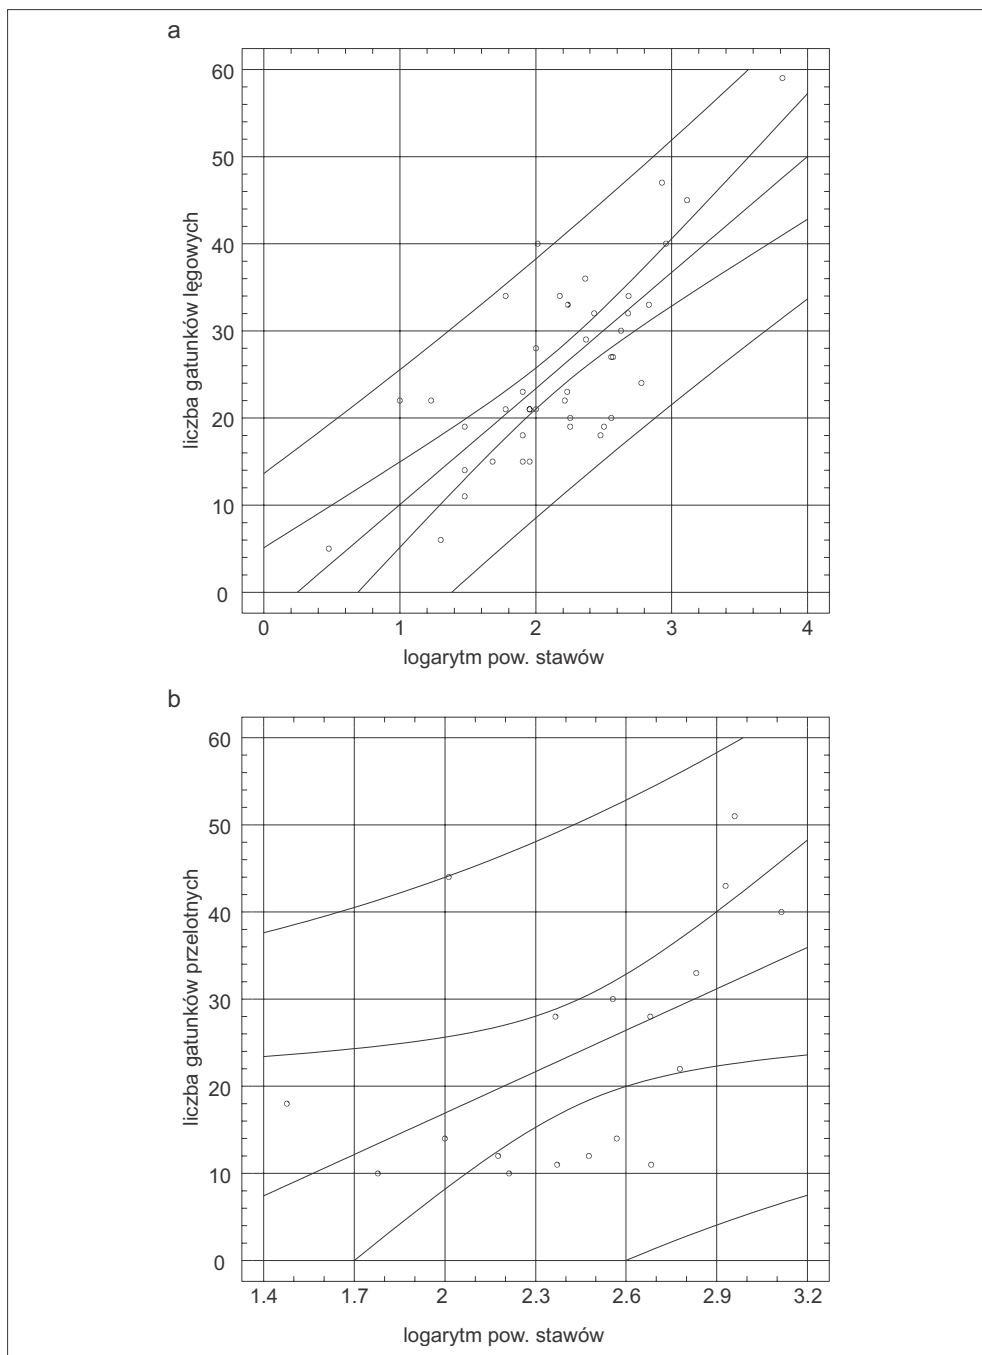 a
60
50
40
30
20
10
0
liczba gatunków lęgowych
0 1 2 3 4
logarytm pow. stawów
b
60
50
40
30
20
10
0
liczba gatunków przelotnych
1.4 1.7 2 2.3 2.6 2.9 3.2
logarytm pow. stawów